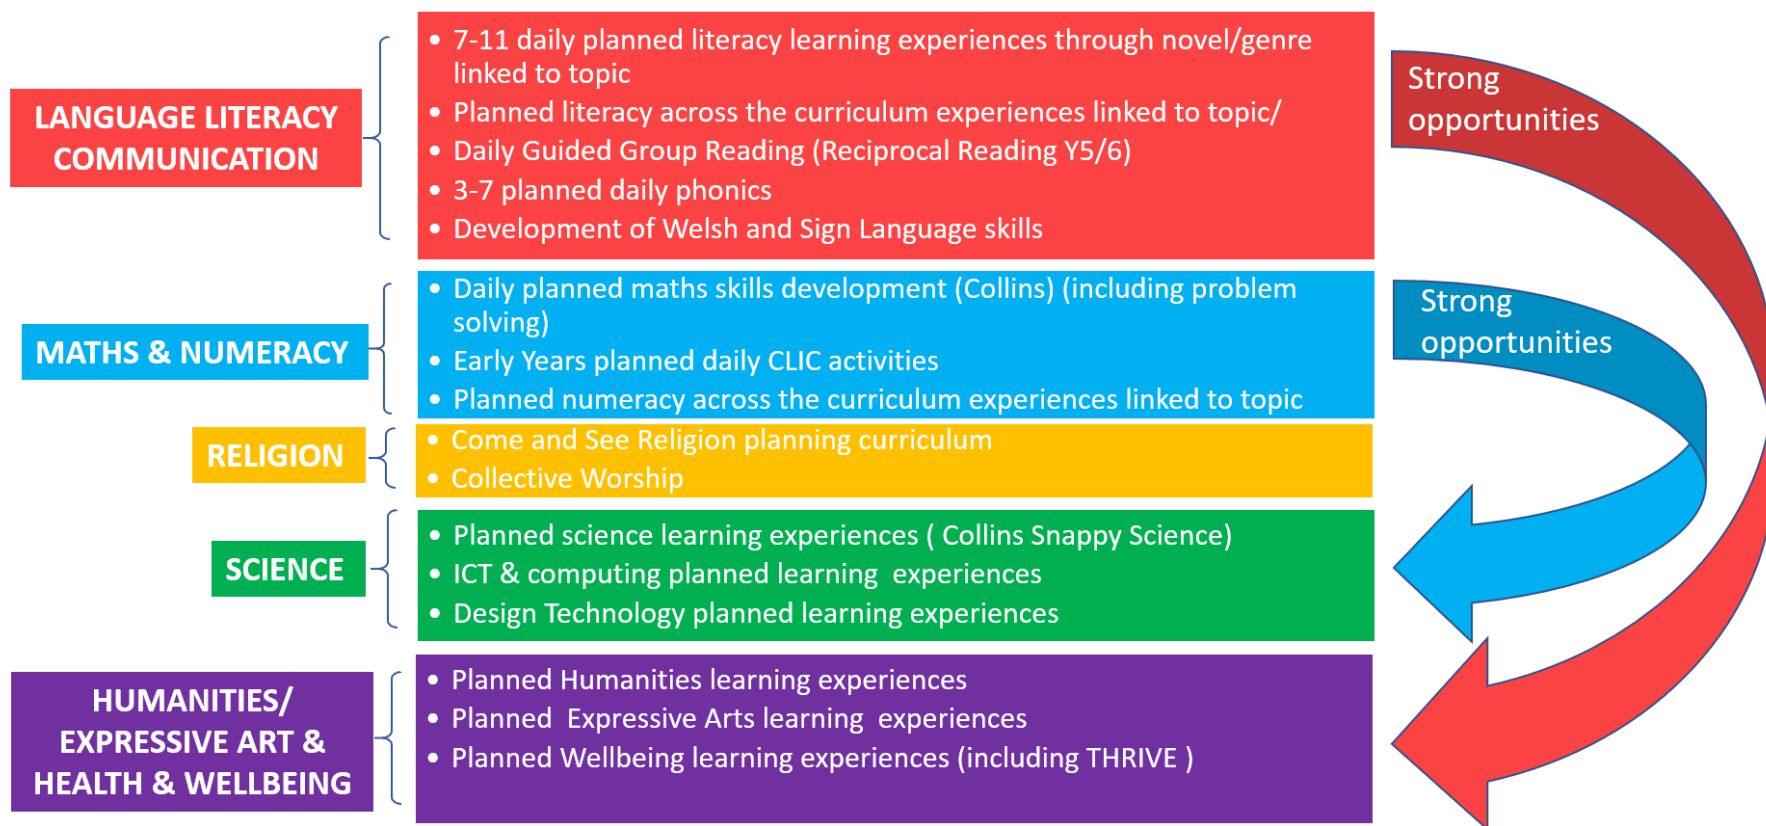 LANGUAGE LITERACY
COMMUNICATION
• 7-11 daily planned literacy learning experiences through novel/genre
linked to topic
• Planned literacy across the curriculum experiences linked to topic/
• Daily Guided Group Reading (Reciprocal Reading Y5/6)
• 3-7 planned daily phonics
• Development of Welsh and Sign Language skills
Strong
opportunities
MATHS & NUMERACY
• Daily planned maths skills development (Collins) (including problem
solving)
• Early Years planned daily CLIC activities
• Planned numeracy across the curriculum experiences linked to topic
Strong
opportunities
RELIGION
• Come and See Religion planning curriculum
• Collective Worship
SCIENCE
• Planned science learning experiences ( Collins Snappy Science)
• ICT & computing planned learning  experiences
• Design Technology planned learning experiences
HUMANITIES/
EXPRESSIVE ART &
HEALTH & WELLBEING
• Planned Humanities learning experiences
• Planned  Expressive Arts learning  experiences
• Planned Wellbeing learning experiences (including THRIVE )